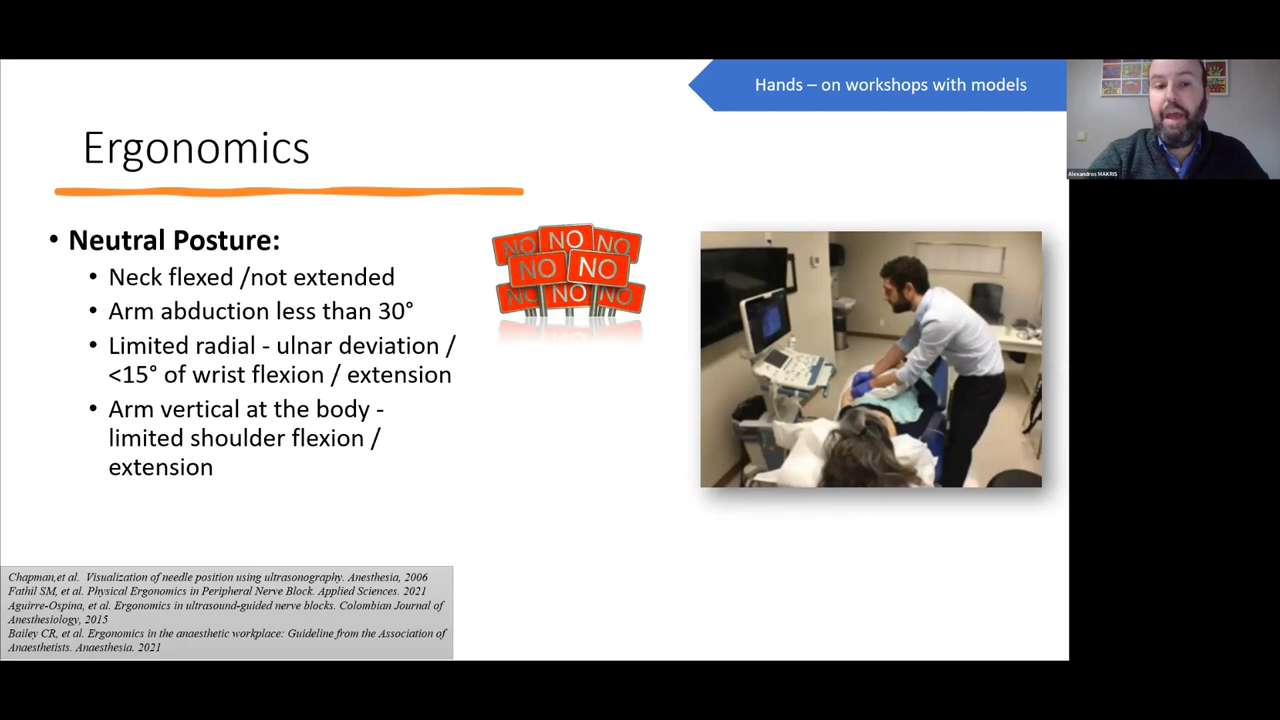 Hands – on workshops with models
Alexandros MAKRIS
Ergonomics
• Neutral Posture:
• Neck flexed /not extended
• Arm abduction less than 30°
• Limited radial - ulnar deviation /
<15° of wrist flexion / extension
• Arm vertical at the body -
limited shoulder flexion /
extension
NO NO NO
NO NO
NO NO NO
Chapman,et al. Visualization of needle position using ultrasonography. Anesthesia, 2006
Fathil SM, et al. Physical Ergonomics in Peripheral Nerve Block. Applied Sciences. 2021
Aguirre-Ospina, et al. Ergonomics in ultrasound-guided nerve blocks. Colombian Journal of
Anesthesiology, 2015
Bailey CR, et al. Ergonomics in the anaesthetic workplace: Guideline from the Association of
Anaesthetists. Anaesthesia. 2021